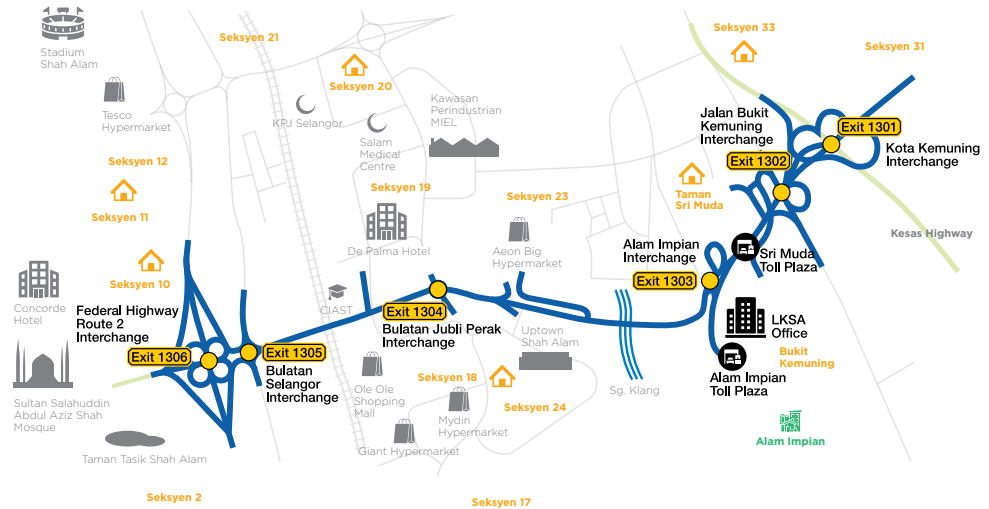 Stadium
Shah Alam
Seksyen 21
Seksyen 33
Seksyen 31
Seksyen 20
Tesco
Hypermarket
KPJ Selangor
Kawasan
Perindustrian
MIEL
Salam
Medical
Centre
Jalan Bukit
Kemuning
Interchange
Exit 1301
Exit 1302
Kota Kemuning
Interchange
Seksyen 12
Seksyen 11
Seksyen 19
Seksyen 23
Taman
Sri Muda
Kesas Highway
De Palma Hotel
Aeon Big
Hypermarket
Alam Impian
Interchange
Exit 1303
Sri Muda
Toll Plaza
Seksyen 10
Concorde
Hotel
Federal Highway
Route 2
Interchange
Exit 1306
Exit 1305
Bulatan
Selangor
Interchange
CIAST
Exit 1304
Bulatan Jubli Perak
Interchange
Uptown
Shah Alam
LKSA
Office
Bukit
Kemuning
Alam Impian
Toll Plaza
Sultan Salahuddin
Abdul Aziz Shah
Mosque
Ole Ole
Shopping
Mall
Seksyen 18
Seksyen 24
Sg. Klang
Mydin
Hypermarket
Giant Hypermarket
Taman Tasik Shah Alam
Alam Impian
Seksyen 2
Seksyen 17